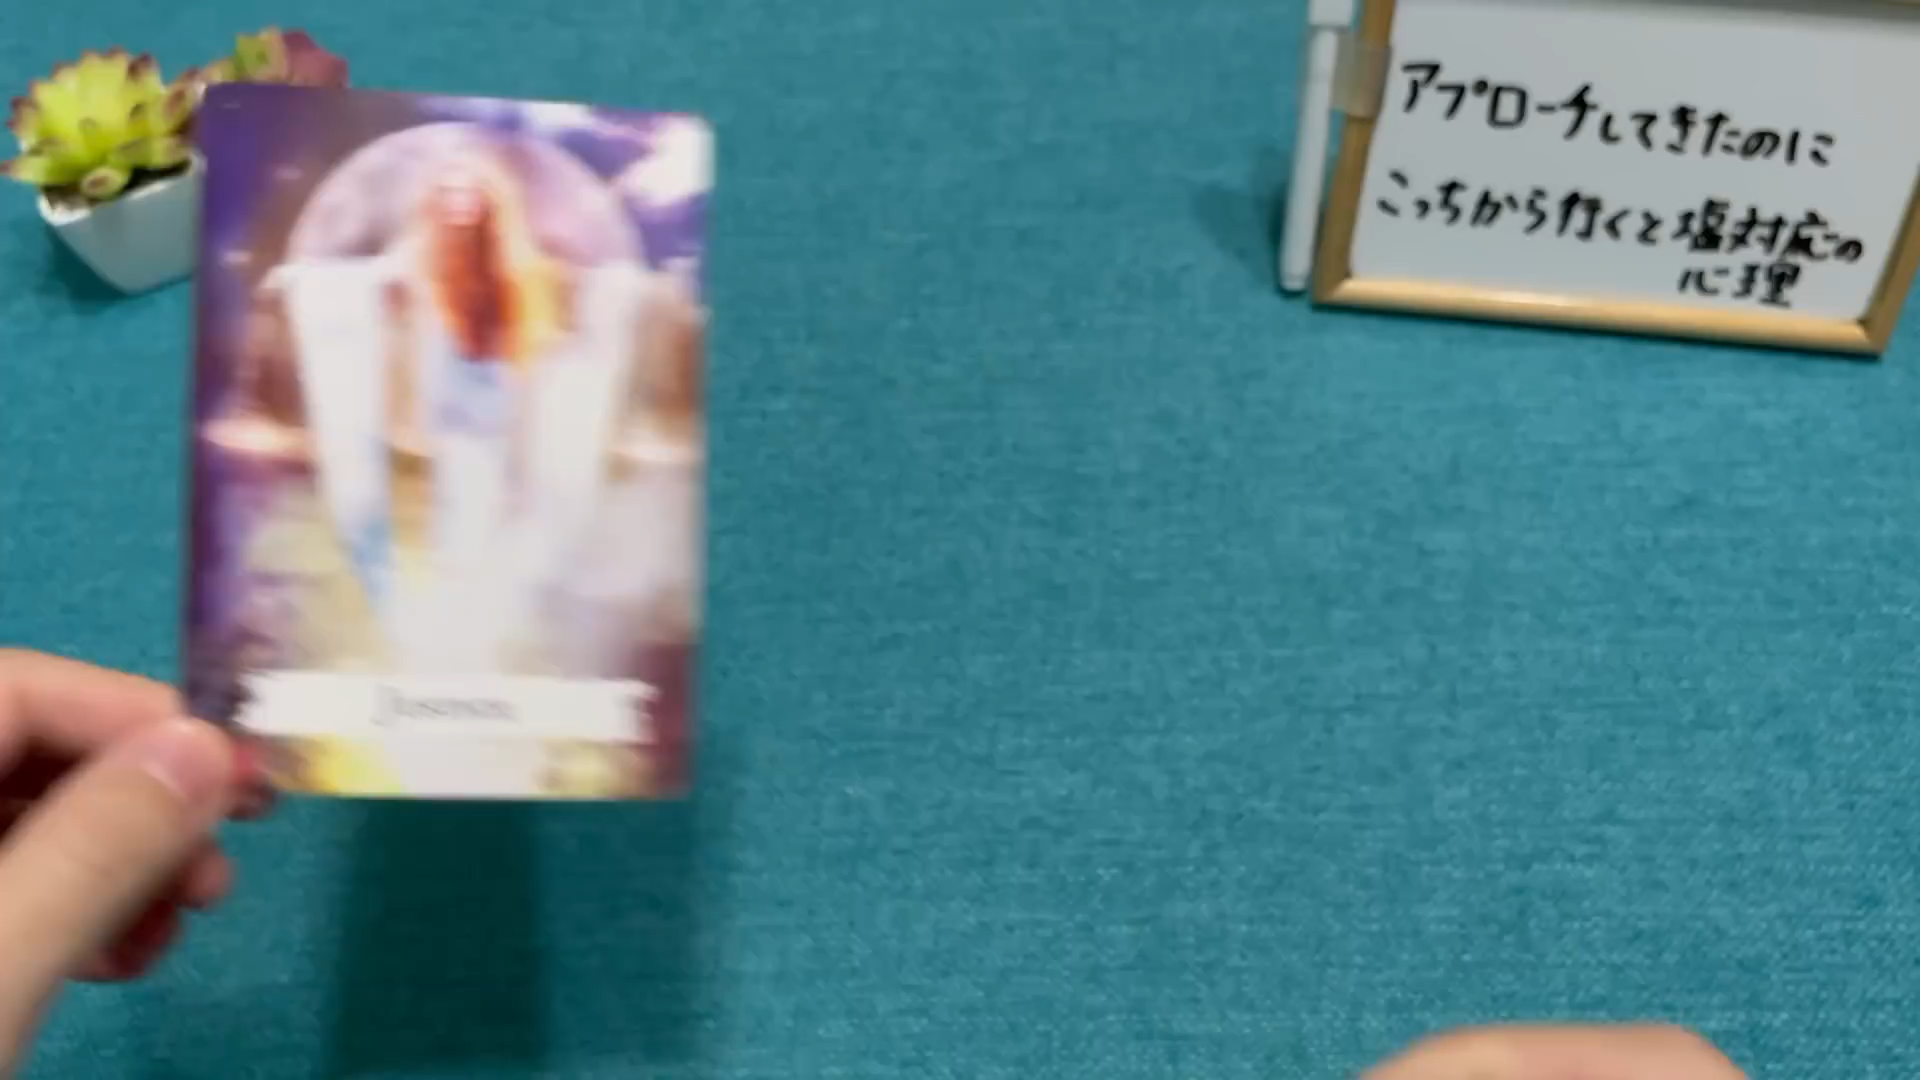 アプローチしてきたのに
こっちから行くと塩対応の
心理